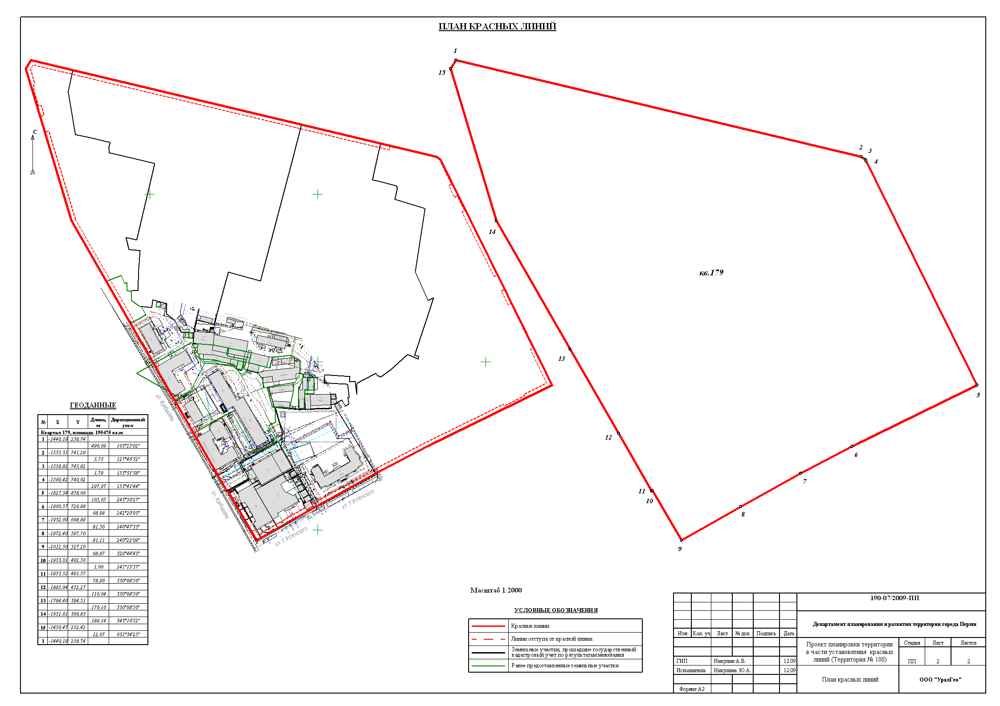 ПЛАН КРАСНЫХ ЛИНИЙ
С
1
15
2
3
4
14
кв.179
13
5
12
6
7
11
10
8
9
ул. Куйбышева
ул. Куйбышева
ул. Г.Успенского
ул. Г.Успенского
ГЕОДАННЫЕ
№ X Y Длина, м Дирекционный угол
Квартал 179, площадь 195475 кв.м
1 -1440,19 258,74
496,09 103°25'02"
2 -1555,31 741,29
5,73 127°46'32"
3 -1558,82 745,82
1,79 153°31'38"
4 -1560,42 746,62
297,97 153°41'44"
5 -1827,54 878,66
165,65 243°50'27"
6 -1900,57 729,98
68,98 242°20'03"
7 -1932,60 668,89
81,56 240°47'33"
8 -1972,40 597,70
81,11 240°22'09"
9 -2012,50 527,20
68,87 329°44'43"
10 -1953,01 492,50
1,06 241°15'37"
11 -1953,52 491,57
78,96 330°08'56"
12 -1885,04 452,27
116,04 330°08'56"
13 -1784,40 394,51
176,16 330°08'56"
14 -1631,61 306,83
189,14 343°16'52"
15 -1450,47 252,42
12,07 031°34'25"
1 -1440,19 258,74
Масштаб 1:2000
УСЛОВНЫЕ ОБОЗНАЧЕНИЯ
Красные линии
Линии отступа от красной линии
Земельные участки, прошедшие государственный
кадастровый учет по результатам межевания
Ранее предоставленные земельные участки
190-07/2009-ПП
Департамент планирования и развития территории города Перми
Изм. Кол. уч Лист № док. Подпись Дата
Проект планировки территории
в части установления красных
линий (Территория № 100)
Стадия Лист Листов
ПП 2 2
ГИП Никулин А.В. 12.09
Исполнитель Никулина Ю.А. 12.09
План красных линий
ООО "УралГео"
Формат А2